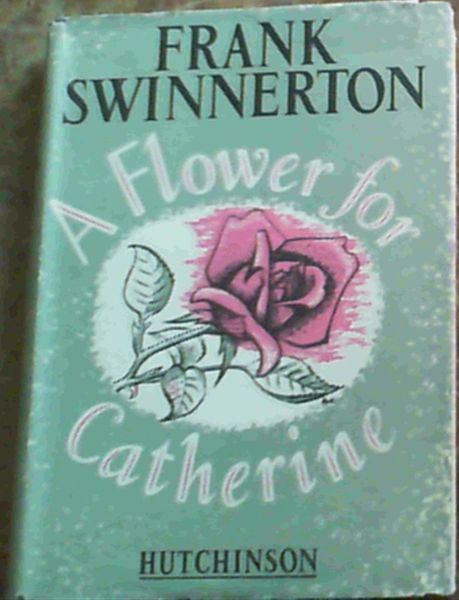 FRANK
SWINNERTON
A Flower for
Catherine
HUTCHINSON